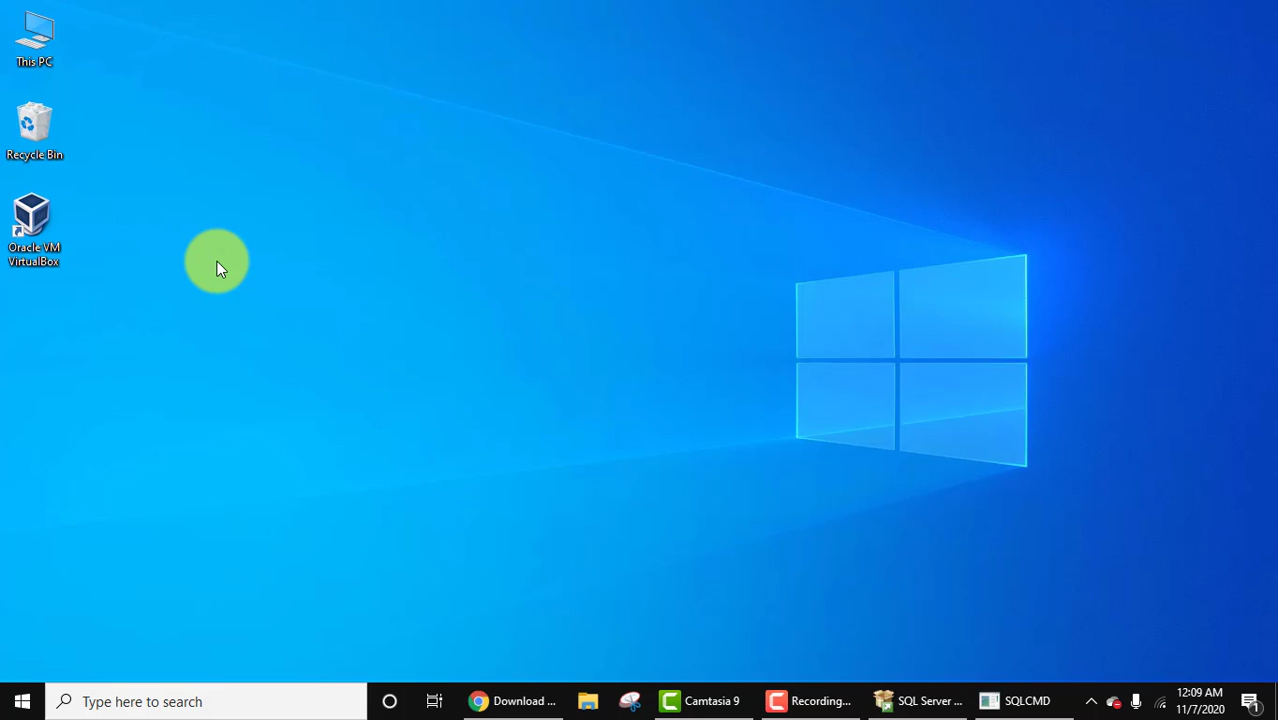 This PC
Recycle Bin
Oracle VM
VirtualBox
Type here to search
Download ...
Camtasia 9
Recording...
SQL Server ...
SQLCMD
12:09 AM
11/7/2020
1